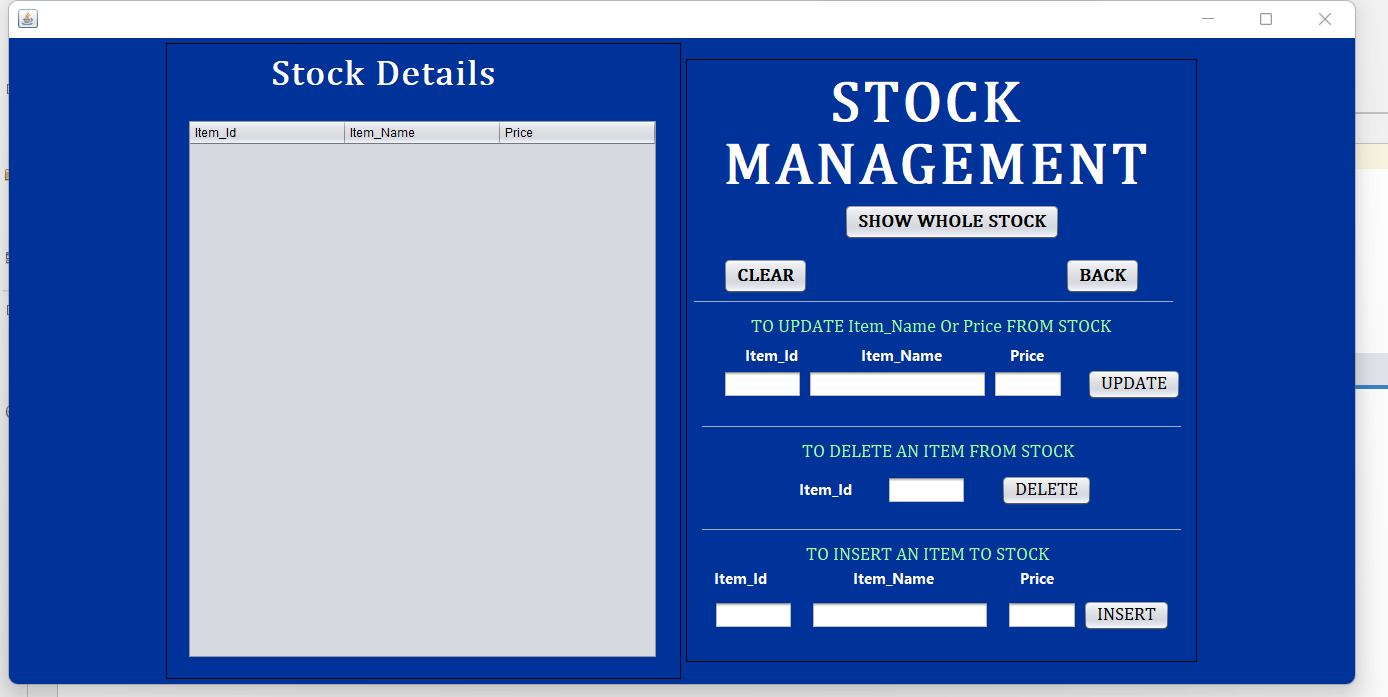 Stock Details
Item_Id Item_Name Price
STOCK
MANAGEMENT
SHOW WHOLE STOCK
CLEAR BACK
TO UPDATE Item_Name Or Price FROM STOCK
Item_Id Item_Name Price
UPDATE
TO DELETE AN ITEM FROM STOCK
Item_Id DELETE
TO INSERT AN ITEM TO STOCK
Item_Id Item_Name Price
INSERT